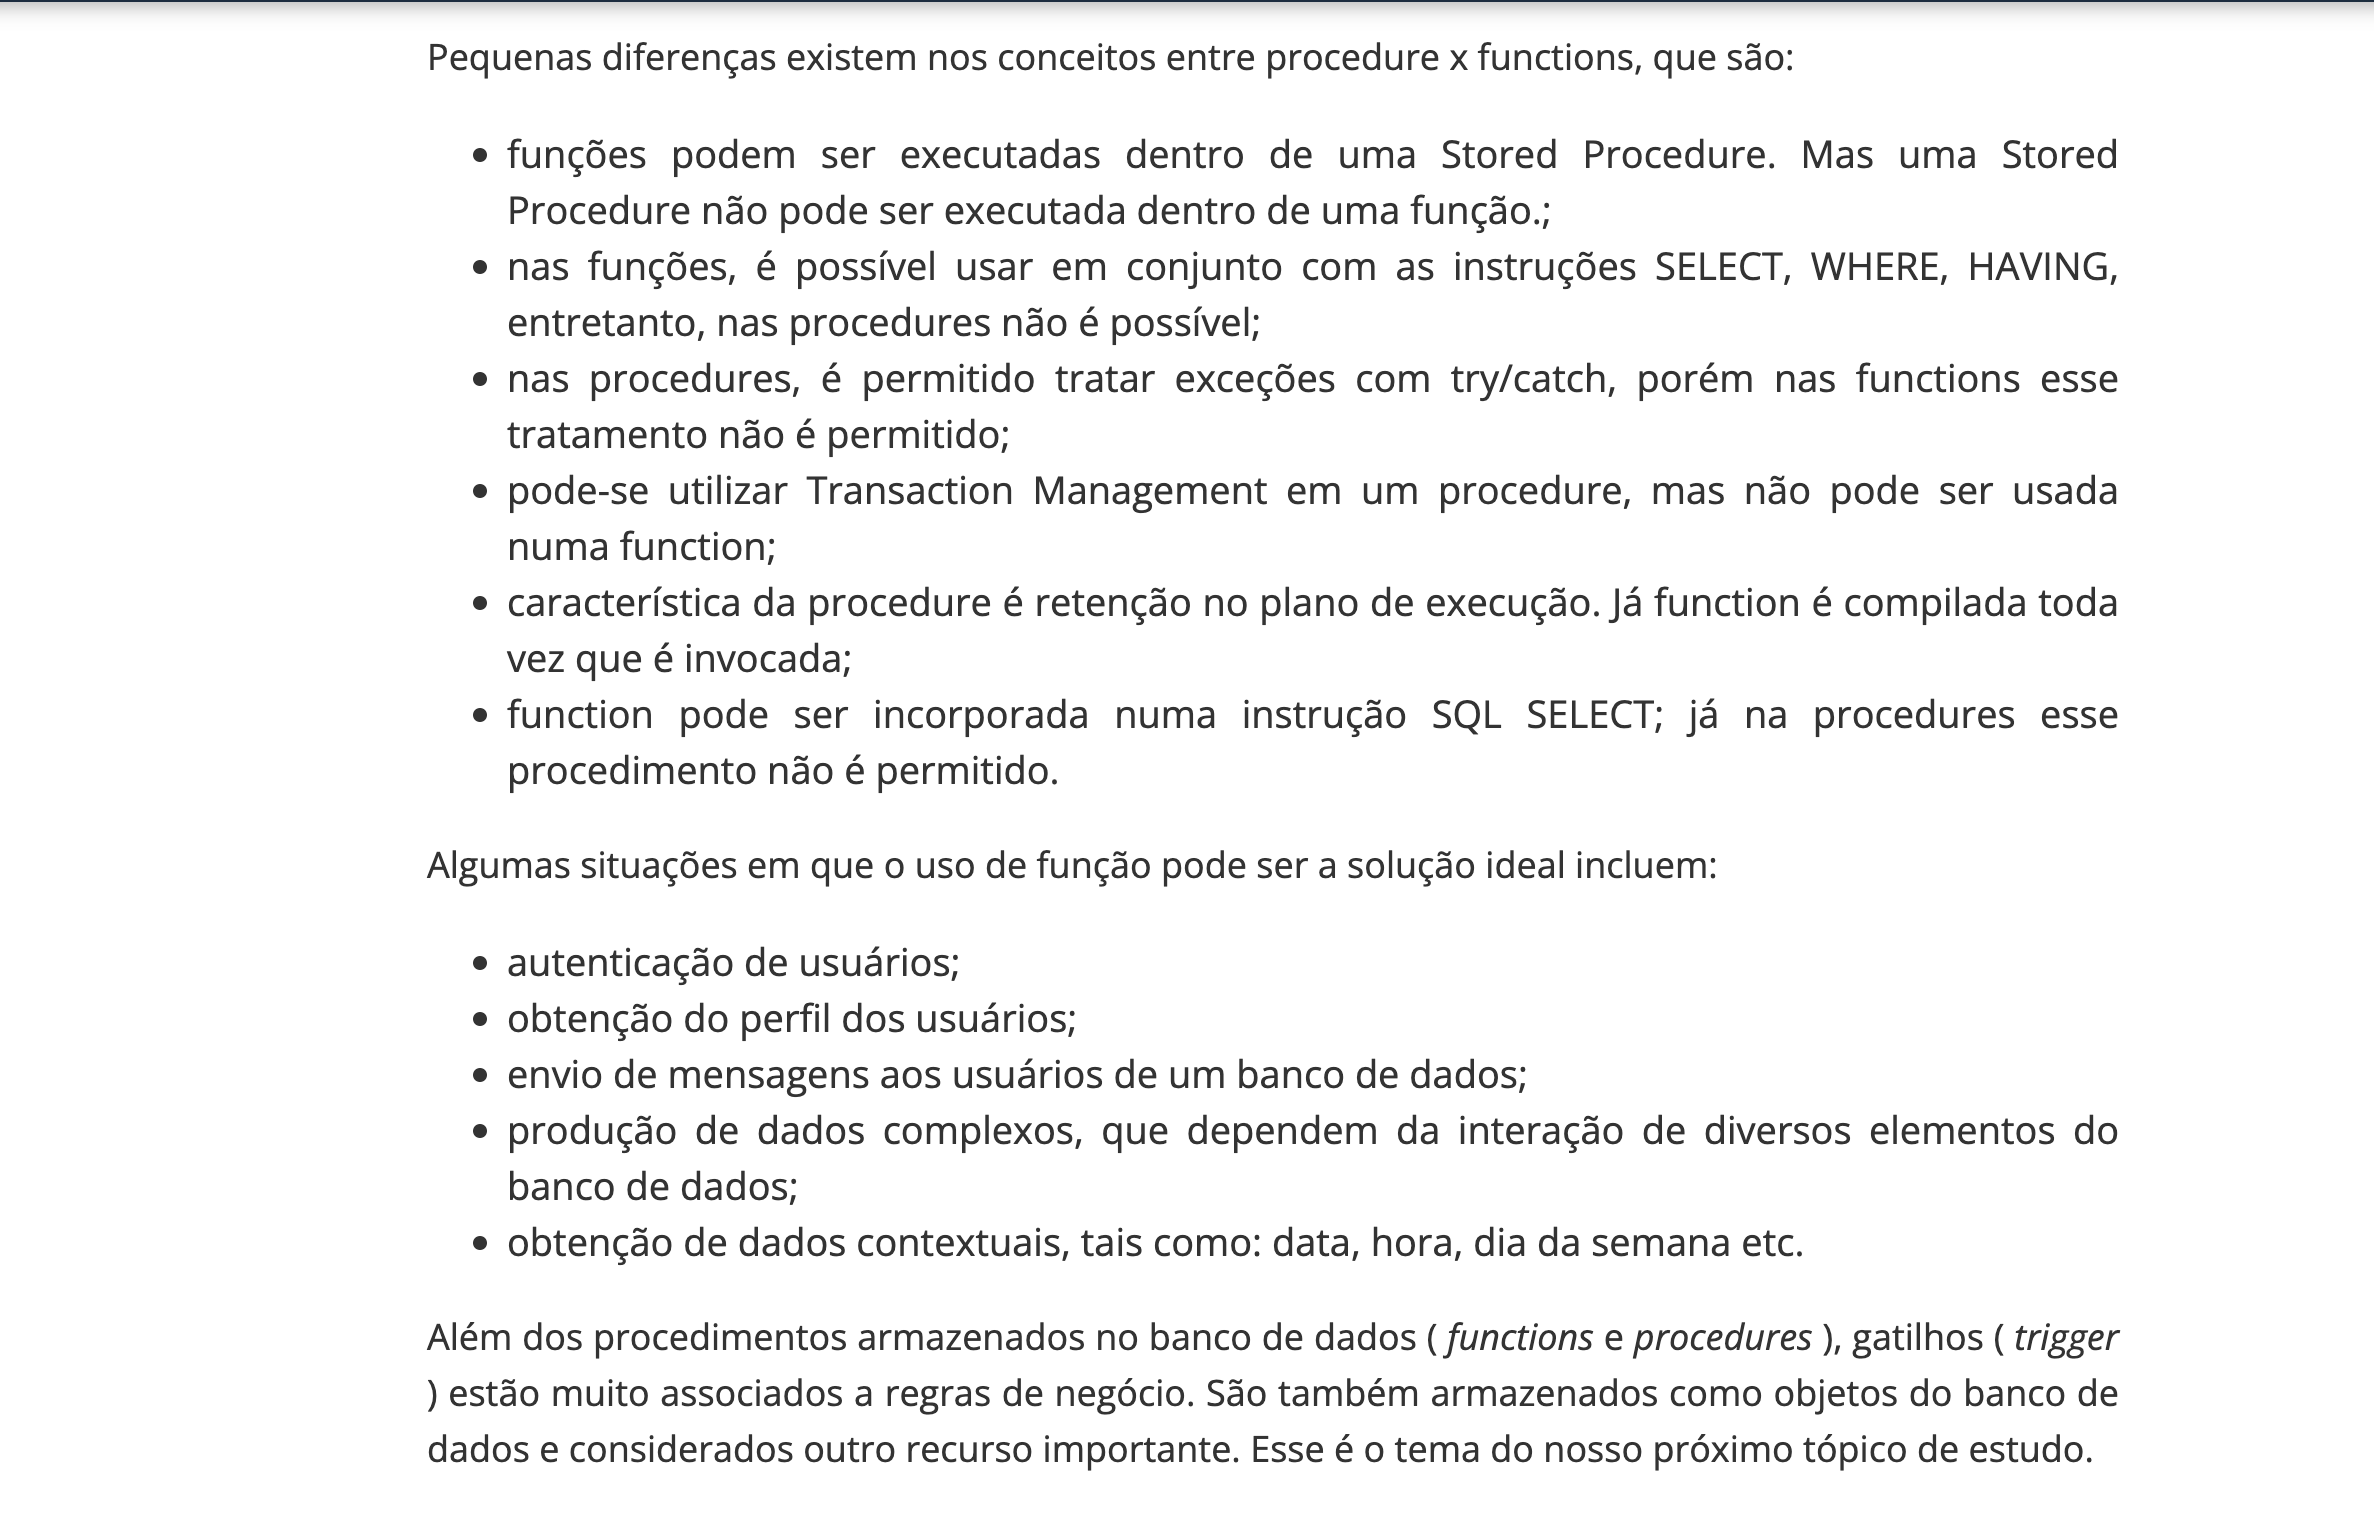 Pequenas diferenças existem nos conceitos entre procedure x functions, que são:
• funções podem ser executadas dentro de uma Stored Procedure. Mas uma Stored
Procedure não pode ser executada dentro de uma função.;
• nas funções, é possível usar em conjunto com as instruções SELECT, WHERE, HAVING,
entretanto, nas procedures não é possível;
• nas procedures, é permitido tratar exceções com try/catch, porém nas functions esse
tratamento não é permitido;
• pode-se utilizar Transaction Management em um procedure, mas não pode ser usada
numa function;
• característica da procedure é retenção no plano de execução. Já function é compilada toda
vez que é invocada;
• function pode ser incorporada numa instrução SQL SELECT; já na procedures esse
procedimento não é permitido.
Algumas situações em que o uso de função pode ser a solução ideal incluem:
• autenticação de usuários;
• obtenção do perfil dos usuários;
• envio de mensagens aos usuários de um banco de dados;
• produção de dados complexos, que dependem da interação de diversos elementos do
banco de dados;
• obtenção de dados contextuais, tais como: data, hora, dia da semana etc.
Além dos procedimentos armazenados no banco de dados ( functions e procedures ), gatilhos ( trigger
) estão muito associados a regras de negócio. São também armazenados como objetos do banco de
dados e considerados outro recurso importante. Esse é o tema do nosso próximo tópico de estudo.